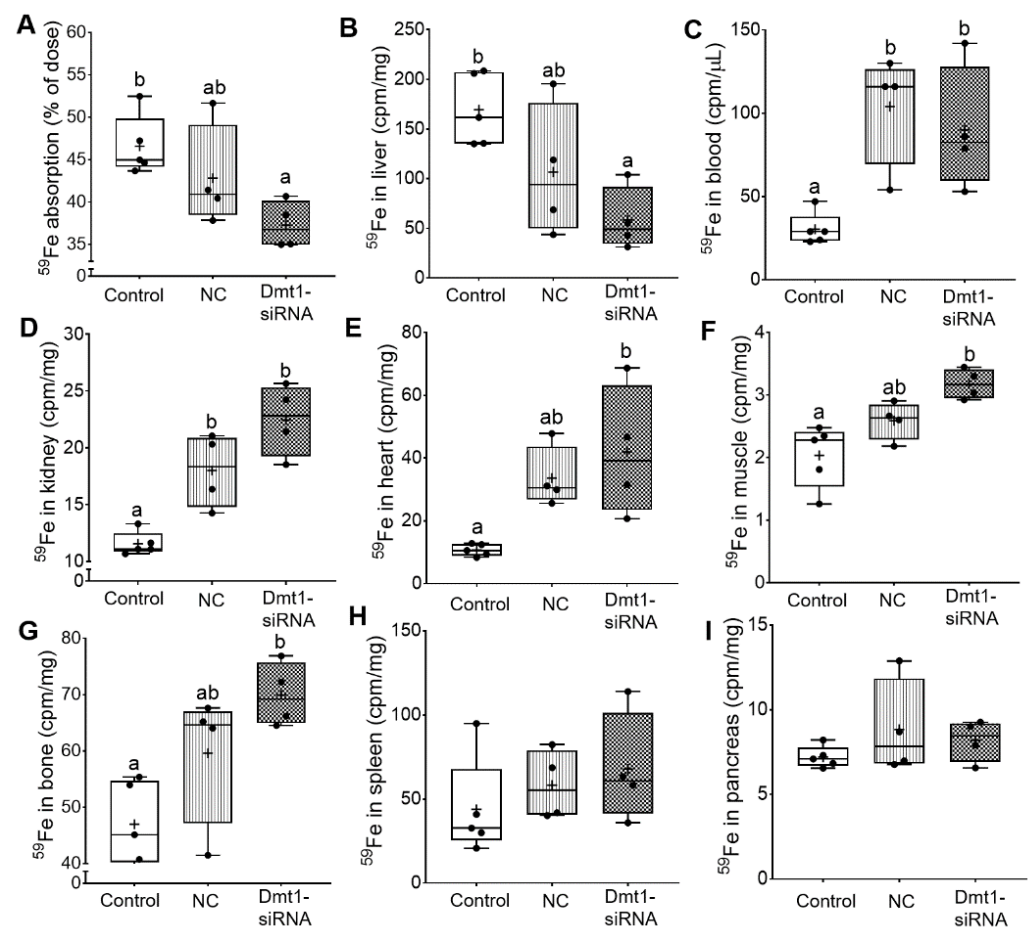 A
⁵⁹Fe absorption (% of dose)
60
55
50
45
40
35
0
b
ab
a
Control
NC
Dmt1-
siRNA
B
⁵⁹Fe in liver (cpm/mg)
250
200
150
100
50
0
b
ab
a
Control
NC
Dmt1-
siRNA
C
⁵⁹Fe in blood (cpm/μL)
150
100
50
0
a
b
b
Control
NC
Dmt1-
siRNA
D
⁵⁹Fe in kidney (cpm/mg)
30
25
20
15
10
0
a
b
b
Control
NC
Dmt1-
siRNA
E
⁵⁹Fe in heart (cpm/mg)
80
60
40
20
0
a
ab
b
Control
NC
Dmt1-
siRNA
F
⁵⁹Fe in muscle (cpm/mg)
4
3
2
1
0
a
ab
b
Control
NC
Dmt1-
siRNA
G
⁵⁹Fe in bone (cpm/mg)
80
70
60
50
40
0
a
ab
b
Control
NC
Dmt1-
siRNA
H
⁵⁹Fe in spleen (cpm/mg)
150
100
50
0
Control
NC
Dmt1-
siRNA
I
⁵⁹Fe in pancreas (cpm/mg)
15
10
5
0
Control
NC
Dmt1-
siRNA